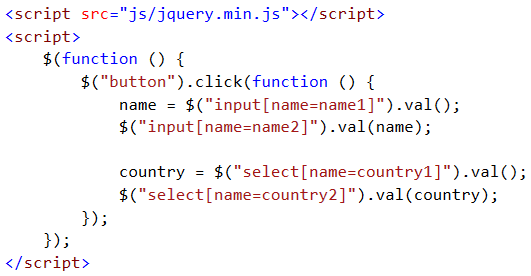 <script src="js/jquery.min.js"></script>
<script>
    $(function () {
        $("button").click(function () {
            name = $("input[name=name1]").val();
            $("input[name=name2]").val(name);

            country = $("select[name=country1]").val();
            $("select[name=country2]").val(country);
        });
    });
</script>